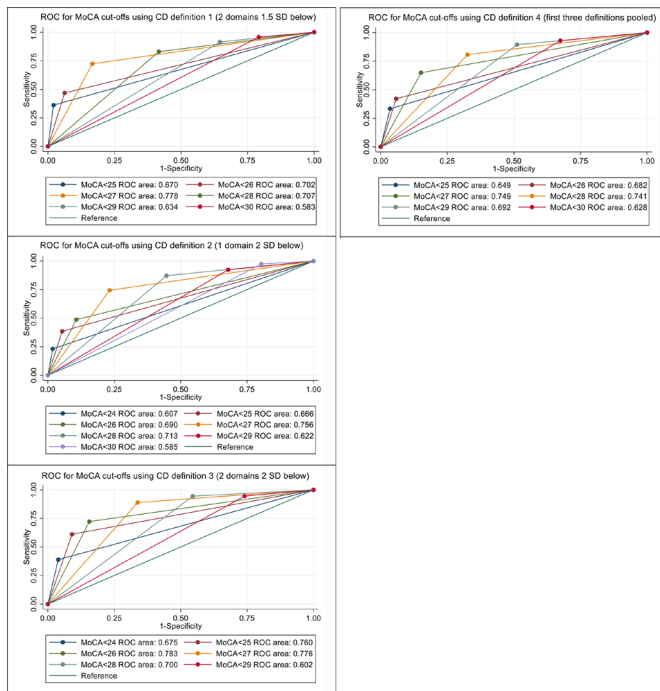 ROC for MoCA cut-offs using CD definition 1 (2 domains 1.5 SD below)
1.00
0.75
0.50
0.25
0.00
Sensitivity
0.00 0.25 0.50 0.75 1.00
1-Specificity
MoCA<25 ROC area: 0.670 MoCA<26 ROC area: 0.702
MoCA<27 ROC area: 0.778 MoCA<28 ROC area: 0.707
MoCA<29 ROC area: 0.634 MoCA<30 ROC area: 0.583
Reference
ROC for MoCA cut-offs using CD definition 4 (first three definitions pooled)
1.00
0.75
0.50
0.25
0.00
Sensitivity
0.00 0.25 0.50 0.75 1.00
1-Specificity
MoCA<25 ROC area: 0.649 MoCA<26 ROC area: 0.682
MoCA<27 ROC area: 0.749 MoCA<28 ROC area: 0.741
MoCA<29 ROC area: 0.692 MoCA<30 ROC area: 0.628
Reference
ROC for MoCA cut-offs using CD definition 2 (1 domain 2 SD below)
1.00
0.75
0.50
0.25
0.00
Sensitivity
0.00 0.25 0.50 0.75 1.00
1-Specificity
MoCA<24 ROC area: 0.607 MoCA<25 ROC area: 0.666
MoCA<26 ROC area: 0.690 MoCA<27 ROC area: 0.756
MoCA<28 ROC area: 0.713 MoCA<29 ROC area: 0.622
MoCA<30 ROC area: 0.585 Reference
ROC for MoCA cut-offs using CD definition 3 (2 domains 2 SD below)
1.00
0.75
0.50
0.25
0.00
Sensitivity
0.00 0.25 0.50 0.75 1.00
1-Specificity
MoCA<24 ROC area: 0.675 MoCA<25 ROC area: 0.760
MoCA<26 ROC area: 0.783 MoCA<27 ROC area: 0.776
MoCA<28 ROC area: 0.700 MoCA<29 ROC area: 0.602
Reference